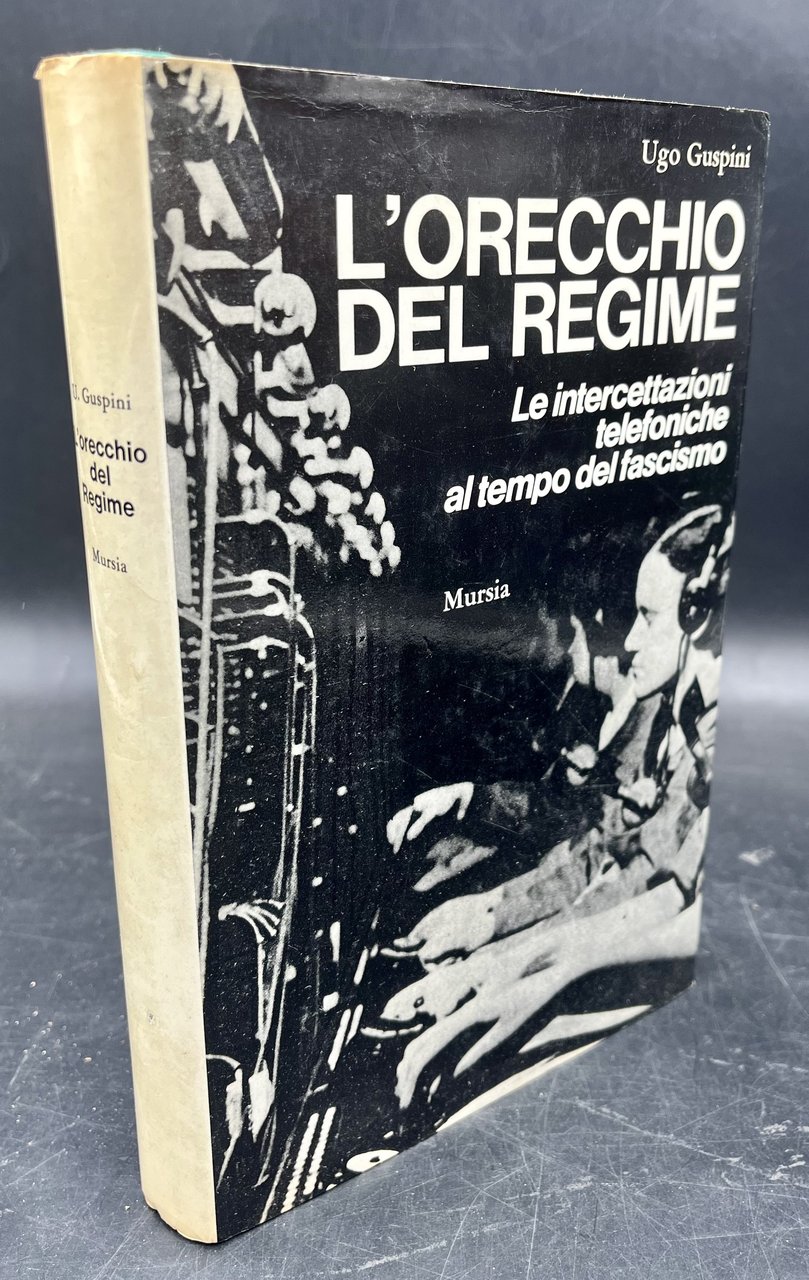 U. Guspini
L'orecchio
del
Regime
Mursia
Ugo Guspini
L'ORECCHIO
DEL REGIME
Le intercettazioni
telefoniche
al tempo del fascismo
Mursia